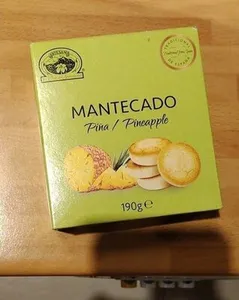 MANTECADO
Piña / Pineapple
190g ℮